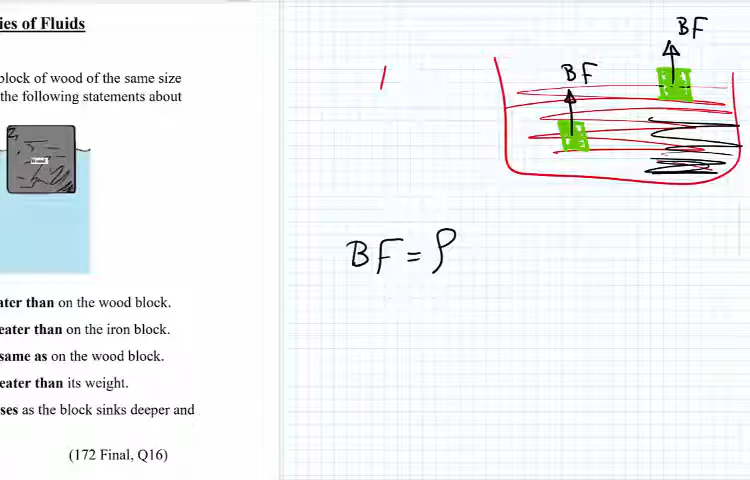 ies of Fluids
block of wood of the same size
the following statements about
ater than on the wood block.
eater than on the iron block.
same as on the wood block.
eater than its weight.
ses as the block sinks deeper and
(172 Final, Q16)
BF
BF
BF = ρ